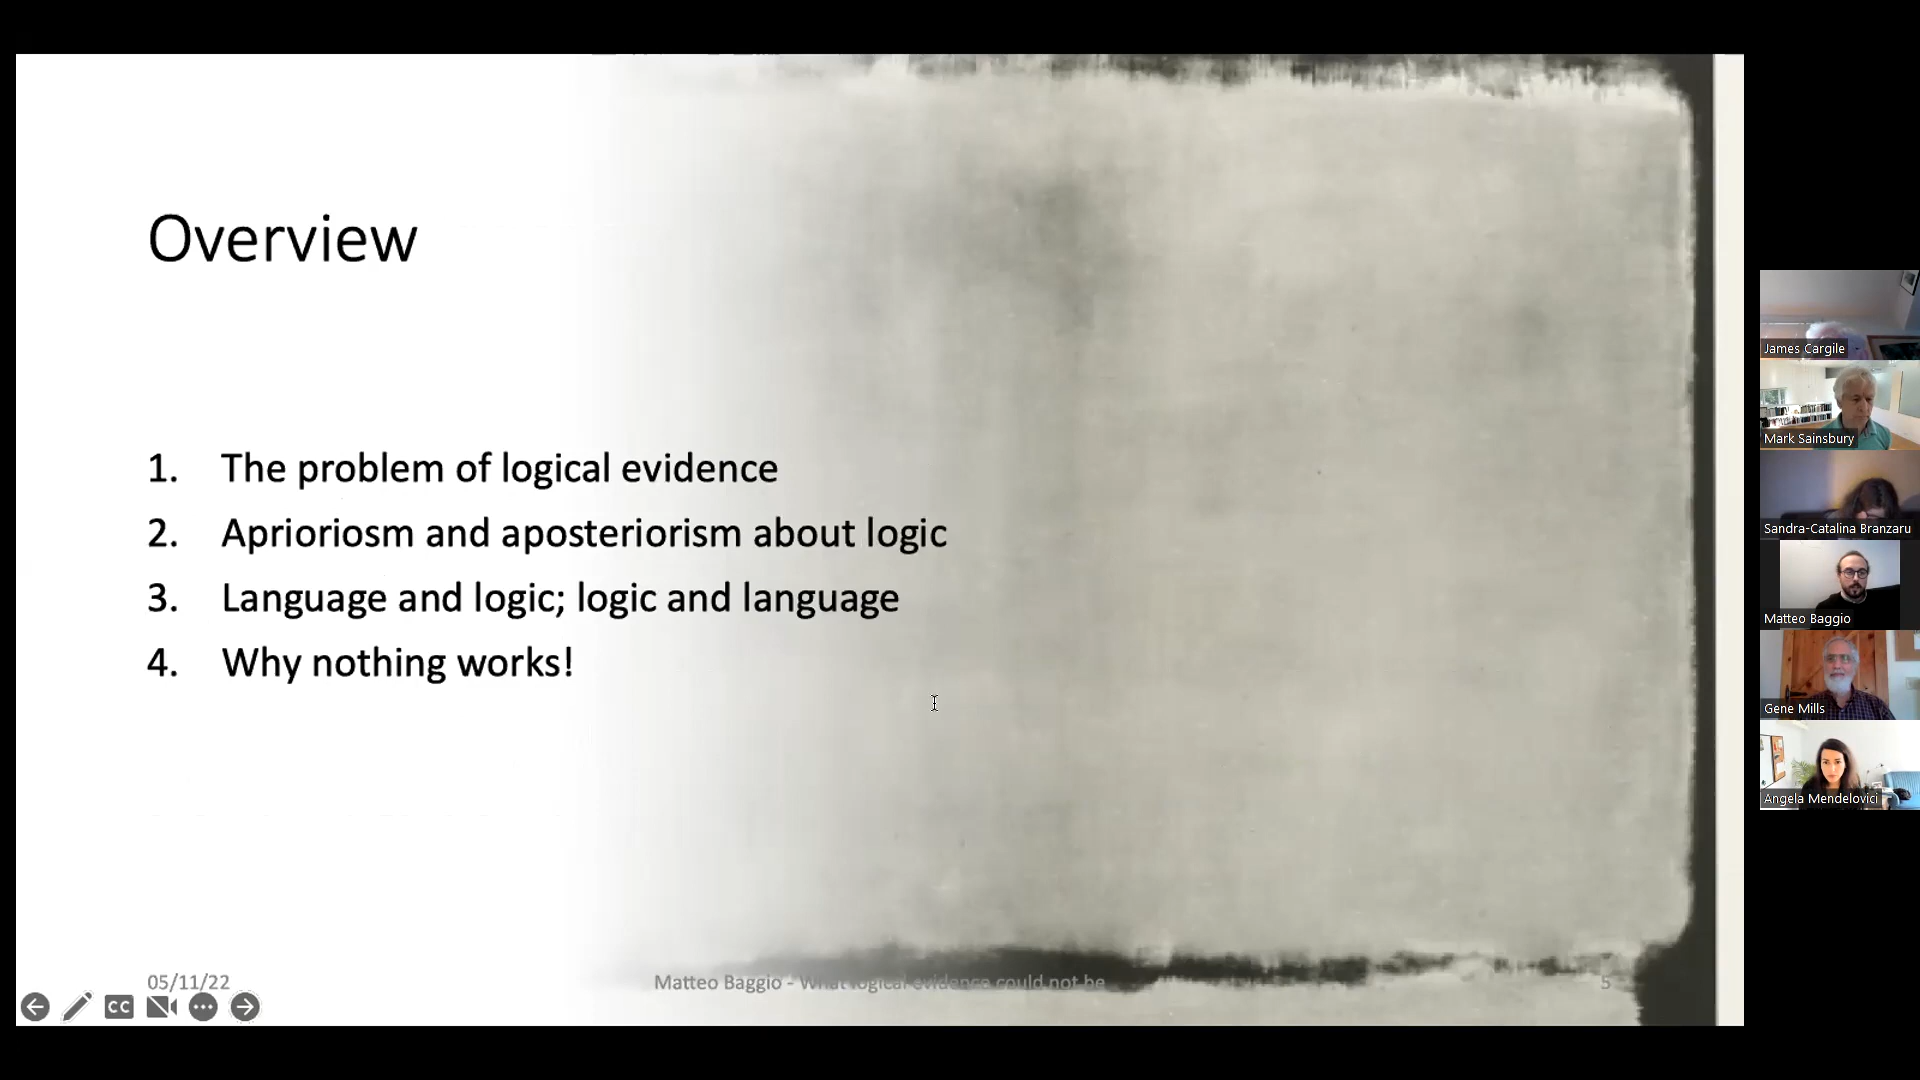 Overview
1. The problem of logical evidence
2. Aprioriosm and aposteriorism about logic
3. Language and logic; logic and language
4. Why nothing works!
05/11/22
Matteo Baggio - What logical evidence could not be
5
CC
James Cargile
Mark Sainsbury
Sandra-Catalina Branzaru
Matteo Baggio
Gene Mills
Angela Mendelovici